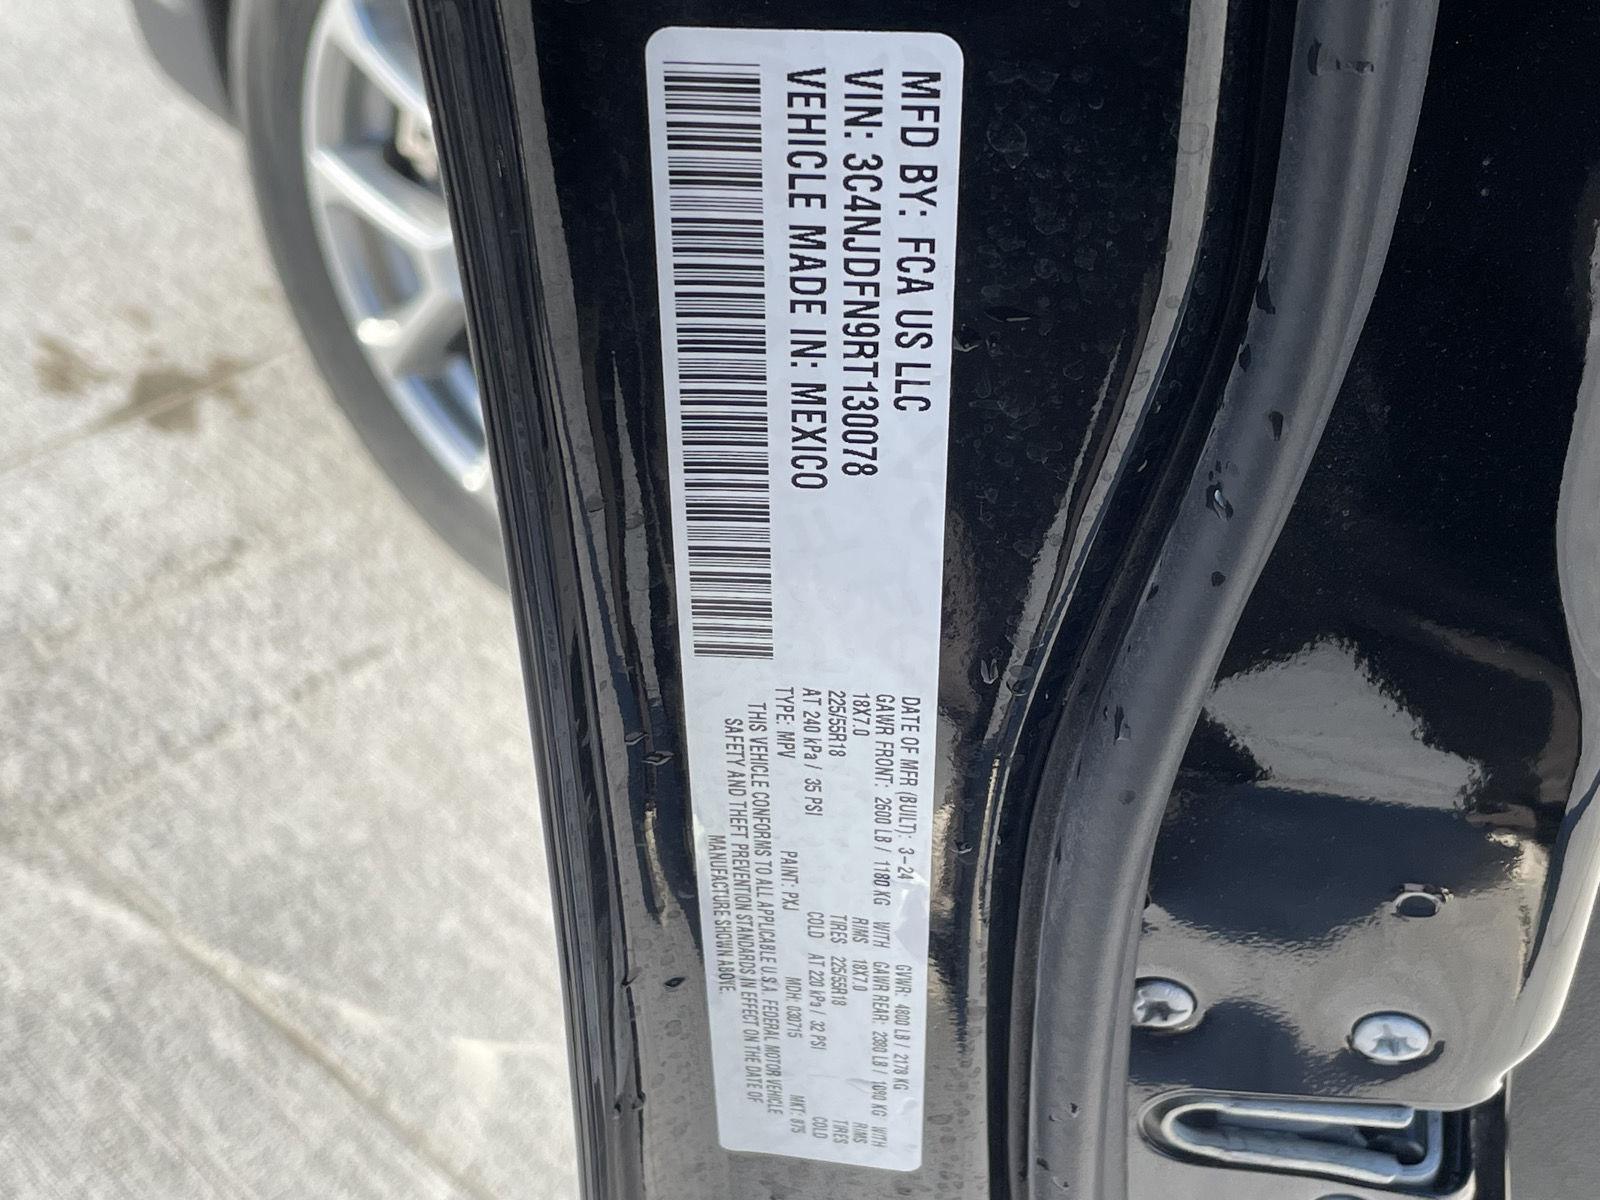 MFD BY: FCA US LLC
VIN: 3C4NJDFN9RT130078
VEHICLE MADE IN: MEXICO
DATE OF MFR (BUILT): 3-24 GVWR: 4800 LB / 2178 KG
GAWR FRONT: 2600 LB / 1180 KG WITH GAWR REAR: 2380 LB / 1080 KG WITH
18X7.0 RIMS 18X7.0 RIMS
225/55R18 TIRES 225/55R18 TIRES
AT 240 kPa / 35 PSI COLD AT 220 kPa / 32 PSI COLD
TYPE: MPV PAINT: PXJ MDH: 030715 MKT: 875
THIS VEHICLE CONFORMS TO ALL APPLICABLE U.S.A. FEDERAL MOTOR VEHICLE
SAFETY AND THEFT PREVENTION STANDARDS IN EFFECT ON THE DATE OF
MANUFACTURE SHOWN ABOVE.